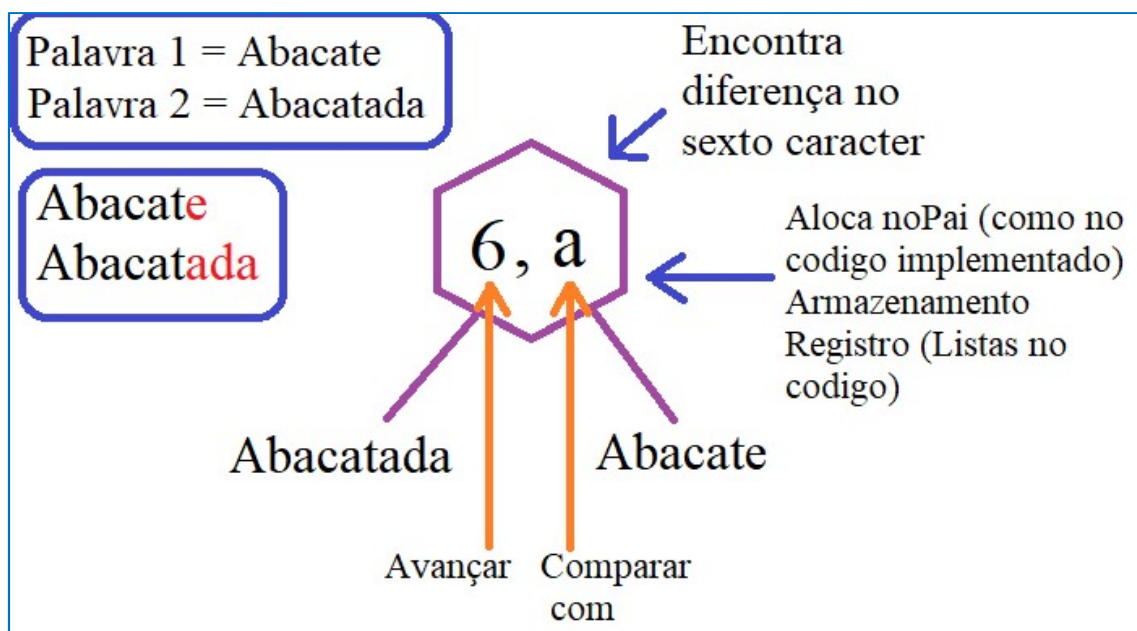 Palavra 1 = Abacate
Palavra 2 = Abacatada
Abacate
Abacatada
Encontra
diferença no
sexto caracter
6, a
Aloca noPai (como no
codigo implementado)
Armazenamento
Registro (Listas no
codigo)
Abacatada
Abacate
Avançar
Comparar
com